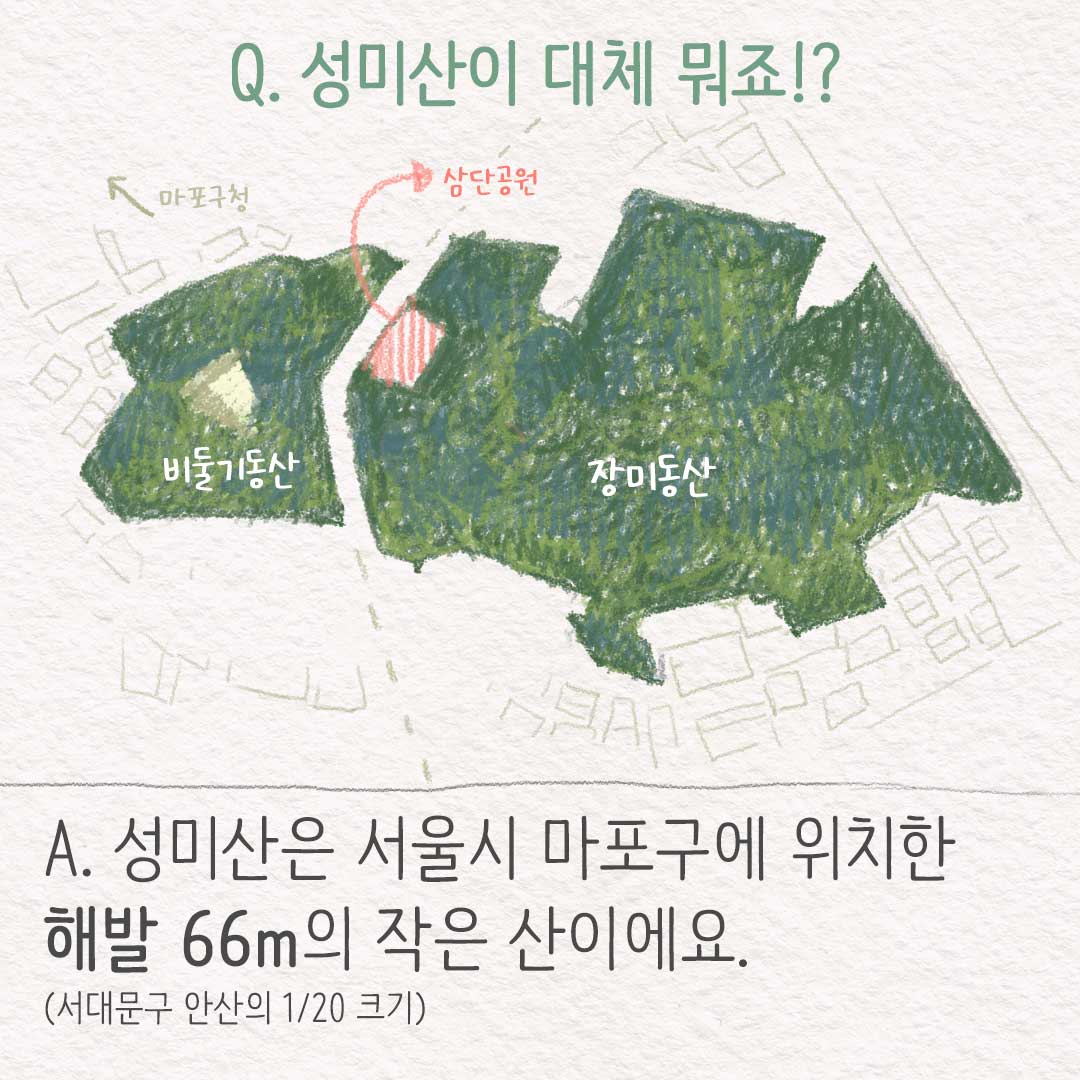 Q. 성미산이 대체 뭐죠!?
마포구청
삼단공원
비둘기동산
장미동산
A. 성미산은 서울시 마포구에 위치한
해발 66m의 작은 산이에요.
(서대문구 안산의 1/20 크기)